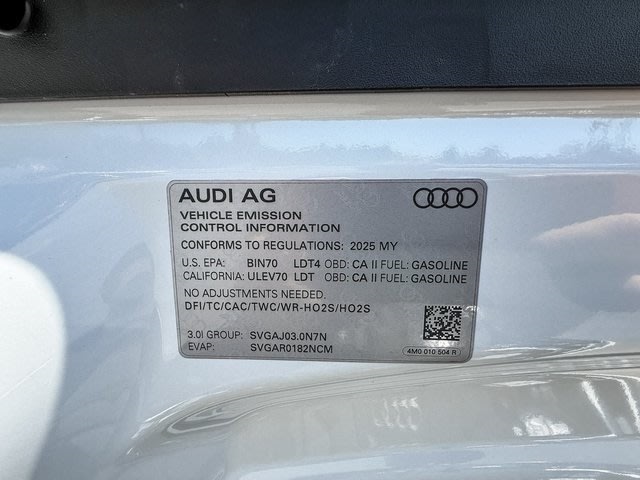 AUDI AG
VEHICLE EMISSION
CONTROL INFORMATION
CONFORMS TO REGULATIONS: 2025 MY
U.S. EPA: BIN70 LDT4 OBD: CA II FUEL: GASOLINE
CALIFORNIA: ULEV70 LDT OBD: CA II FUEL: GASOLINE
NO ADJUSTMENTS NEEDED.
DFI/TC/CAC/TWC/WR-HO2S/HO2S
3.0l GROUP: SVGAJ03.0N7N
EVAP: SVGAR0182NCM
4M0 010 504 R